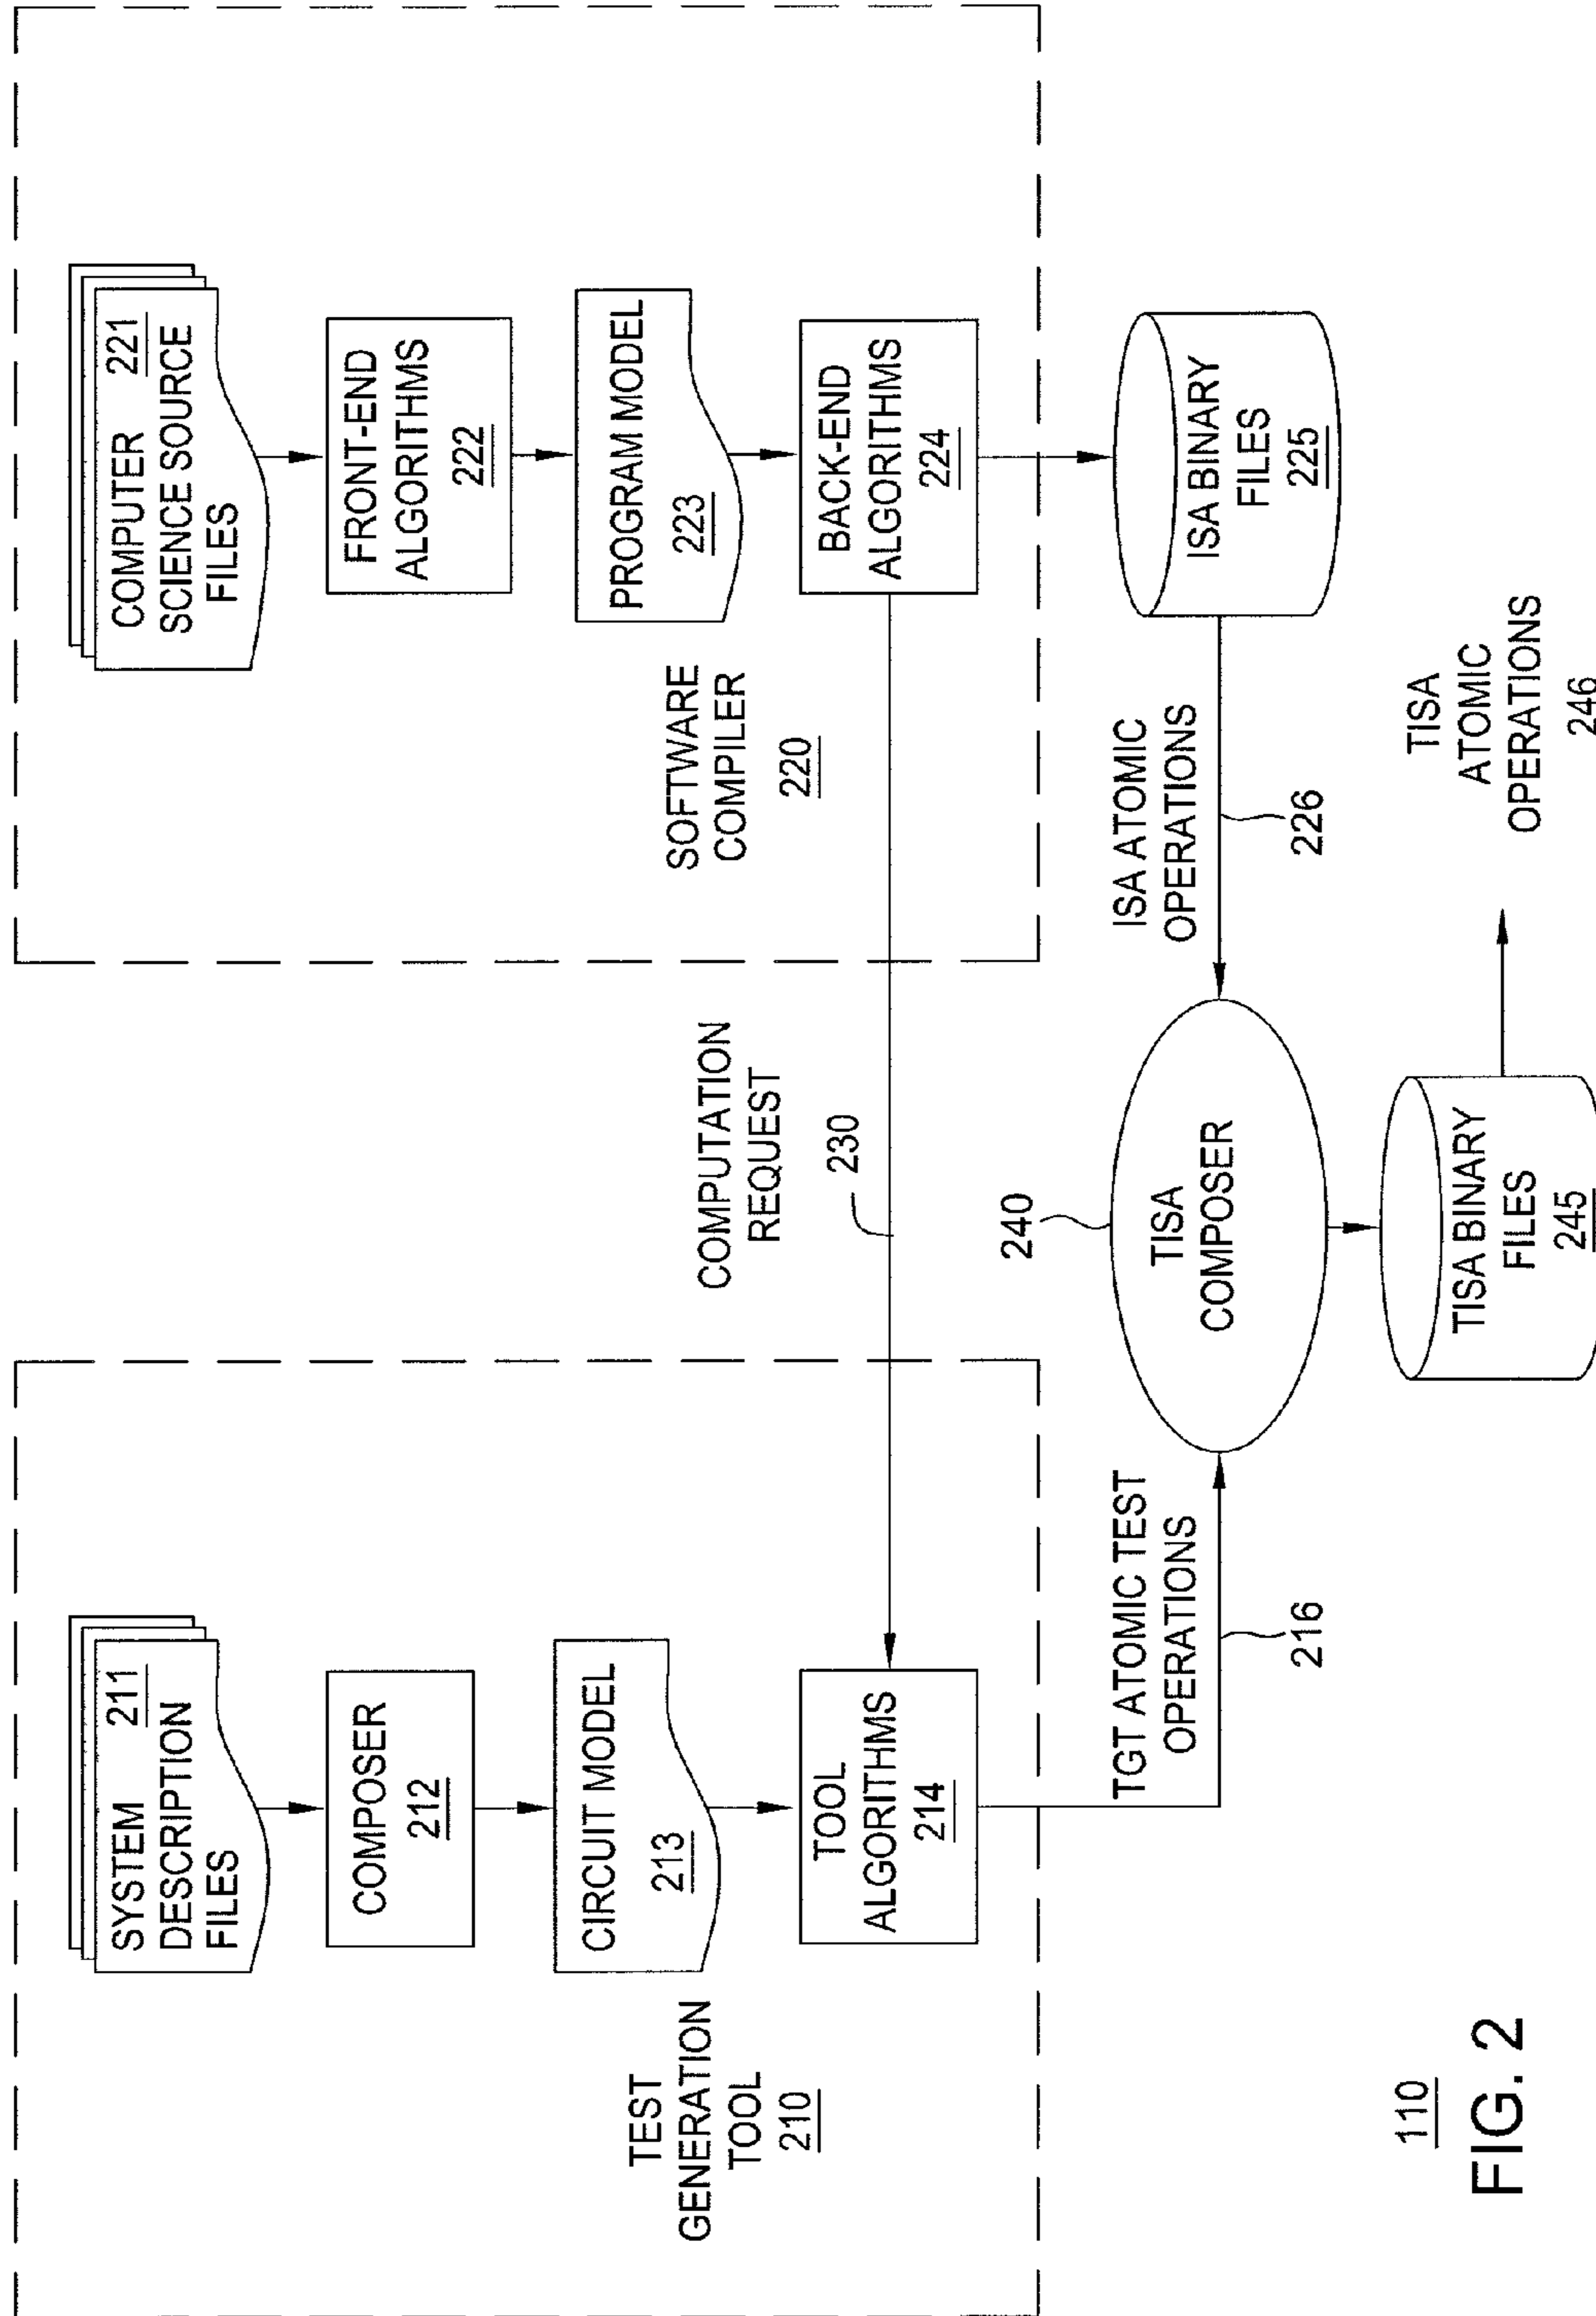 SYSTEM 211
DESCRIPTION
FILES
COMPOSER
212
CIRCUIT MODEL
213
TOOL
ALGORITHMS
214
TEST
GENERATION
TOOL
210
COMPUTER 221
SCIENCE SOURCE
FILES
FRONT-END
ALGORITHMS
222
PROGRAM MODEL
223
BACK-END
ALGORITHMS
224
SOFTWARE
COMPILER
220
COMPUTATION
REQUEST
230
TGT ATOMIC TEST
OPERATIONS
216
240
TISA
COMPOSER
ISA ATOMIC
OPERATIONS
226
ISA BINARY
FILES
225
TISA BINARY
FILES
245
TISA
ATOMIC
OPERATIONS
246
110
FIG. 2